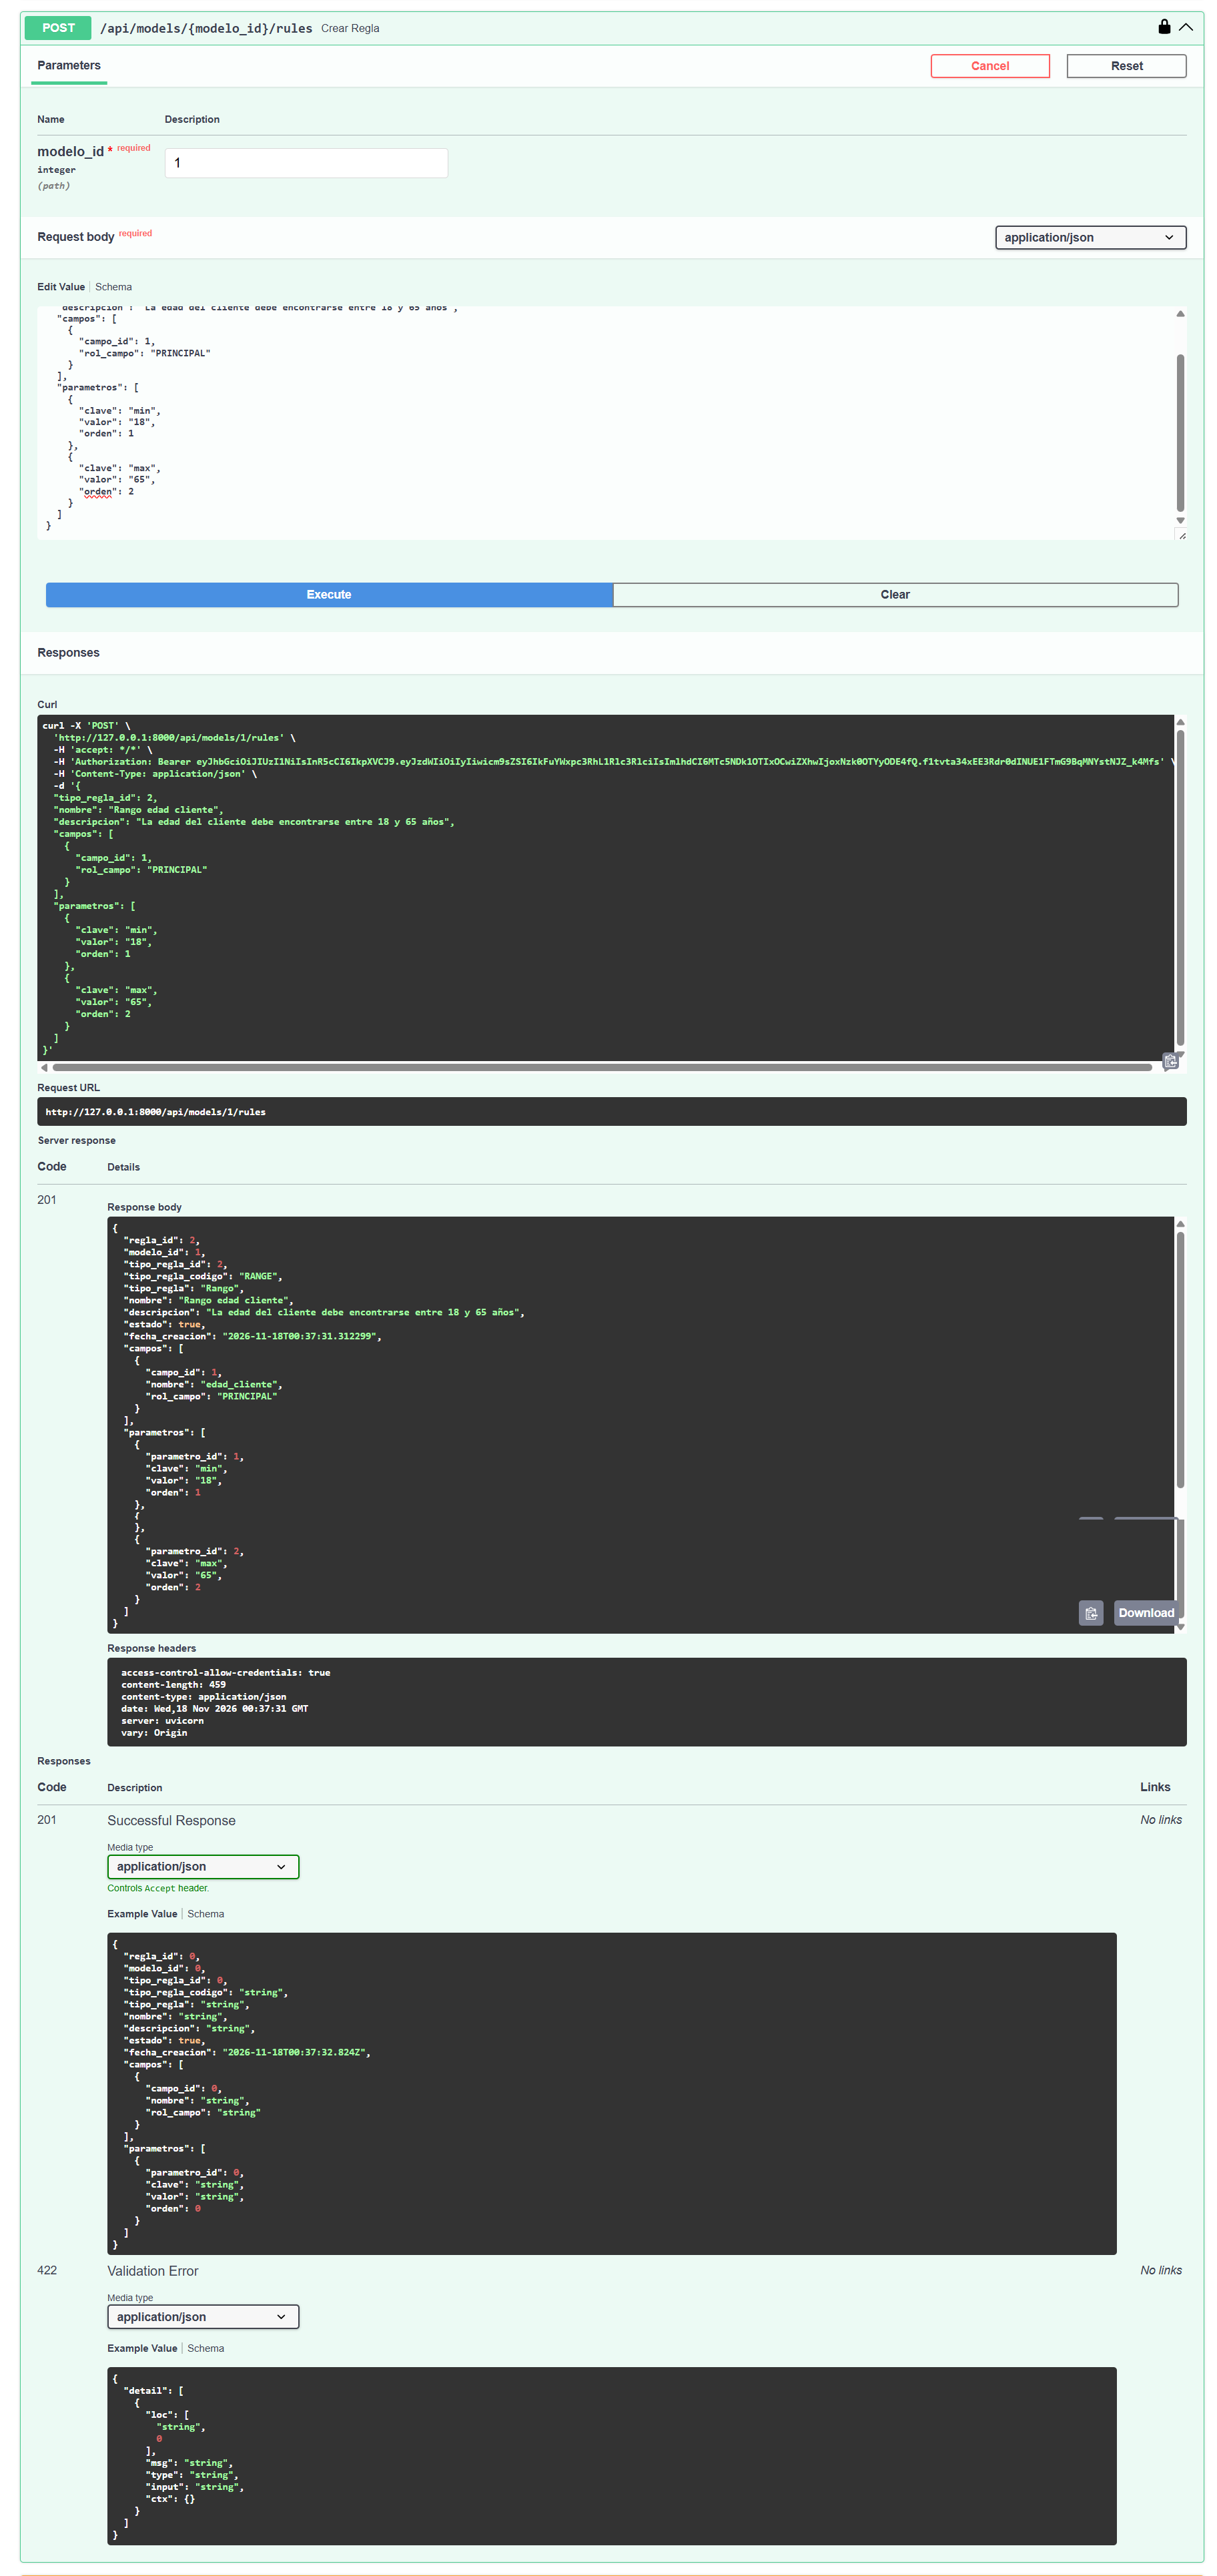 POST /api/models/{modelo_id}/rules Crear Regla
Parameters
Cancel
Reset
Name Description
modelo_id * required
integer
(path)
1
Request body required
application/json
Edit Value Schema
"descripcion": "La edad del cliente debe encontrarse entre 18 y 65 años",
  "campos": [
    {
      "campo_id": 1,
      "rol_campo": "PRINCIPAL"
    }
  ],
  "parametros": [
    {
      "clave": "min",
      "valor": "18",
      "orden": 1
    },
    {
      "clave": "max",
      "valor": "65",
      "orden": 2
    }
  ]
}
Execute
Clear
Responses
Curl
curl -X 'POST' \
  'http://127.0.0.1:8000/api/models/1/rules' \
  -H 'accept: */*' \
  -H 'Authorization: Bearer \
  -H 'Content-Type: application/json' \
  -d '{
  "tipo_regla_id": 2,
  "nombre": "Rango edad cliente",
  "descripcion": "La edad del cliente debe encontrarse entre 18 y 65 años",
  "campos": [
    {
      "campo_id": 1,
      "rol_campo": "PRINCIPAL"
    }
  ],
  "parametros": [
    {
      "clave": "min",
      "valor": "18",
      "orden": 1
    },
    {
      "clave": "max",
      "valor": "65",
      "orden": 2
    }
  ]
}'
Request URL
http://127.0.0.1:8000/api/models/1/rules
Server response
Code Details
201
Response body
{
  "regla_id": 2,
  "modelo_id": 1,
  "tipo_regla_id": 2,
  "tipo_regla_codigo": "RANGE",
  "tipo_regla": "Rango",
  "nombre": "Rango edad cliente",
  "descripcion": "La edad del cliente debe encontrarse entre 18 y 65 años",
  "estado": true,
  "fecha_creacion": "2026-11-18T00:37:31.312299",
  "campos": [
    {
      "campo_id": 1,
      "nombre": "edad_cliente",
      "rol_campo": "PRINCIPAL"
    }
  ],
  "parametros": [
    {
      "parametro_id": 1,
      "clave": "min",
      "valor": "18",
      "orden": 1
    },
    {
    },
    {
      "parametro_id": 2,
      "clave": "max",
      "valor": "65",
      "orden": 2
    }
  ]
}
Download
Response headers
access-control-allow-credentials: true
content-length: 459
content-type: application/json
date: Wed,18 Nov 2026 00:37:31 GMT
server: uvicorn
vary: Origin
Responses
Code Description Links
201 Successful Response No links
Media type
application/json
Controls Accept header.
Example Value Schema
{
  "regla_id": 0,
  "modelo_id": 0,
  "tipo_regla_id": 0,
  "tipo_regla_codigo": "string",
  "tipo_regla": "string",
  "nombre": "string",
  "descripcion": "string",
  "estado": true,
  "fecha_creacion": "2026-11-18T00:37:32.824Z",
  "campos": [
    {
      "campo_id": 0,
      "nombre": "string",
      "rol_campo": "string"
    }
  ],
  "parametros": [
    {
      "parametro_id": 0,
      "clave": "string",
      "valor": "string",
      "orden": 0
    }
  ]
}
422 Validation Error No links
Media type
application/json
Example Value Schema
{
  "detail": [
    {
      "loc": [
        "string",
        0
      ],
      "msg": "string",
      "type": "string",
      "input": "string",
      "ctx": {}
    }
  ]
}